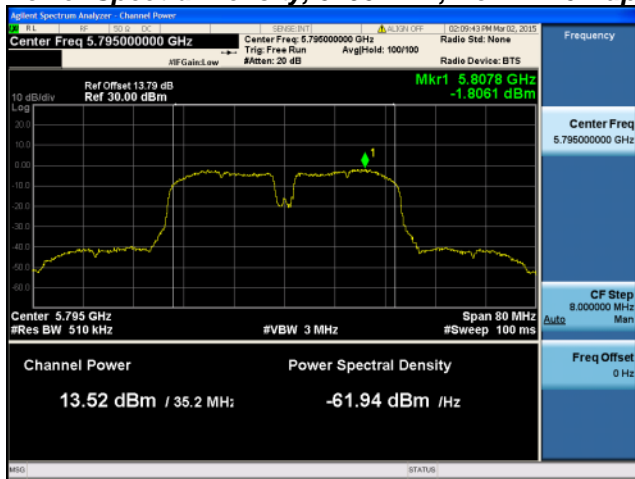 Agilent Spectrum Analyzer - Channel Power
RL RF 50 Ω DC SENSE:INT ALIGN OFF 02:09:43 PM Mar 02, 2015
Center Freq 5.795000000 GHz
Center Freq: 5.795000000 GHz
Radio Std: None
Trig: Free Run Avg|Hold: 100/100
#IFGain:Low #Atten: 20 dB Radio Device: BTS
Frequency
Mkr1 5.8078 GHz
-1.8061 dBm
Ref Offset 13.79 dB
10 dB/div Ref 30.00 dBm
Log
20.0
10.0
0.00
-10.0
-20.0
-30.0
-40.0
-50.0
-60.0
1
Center 5.795 GHz Span 80 MHz
#Res BW 510 kHz #VBW 3 MHz #Sweep 100 ms
Channel Power Power Spectral Density
13.52 dBm / 35.2 MHz -61.94 dBm /Hz
Center Freq
5.795000000 GHz
CF Step
8.000000 MHz
Auto Man
Freq Offset
0 Hz
MSG STATUS